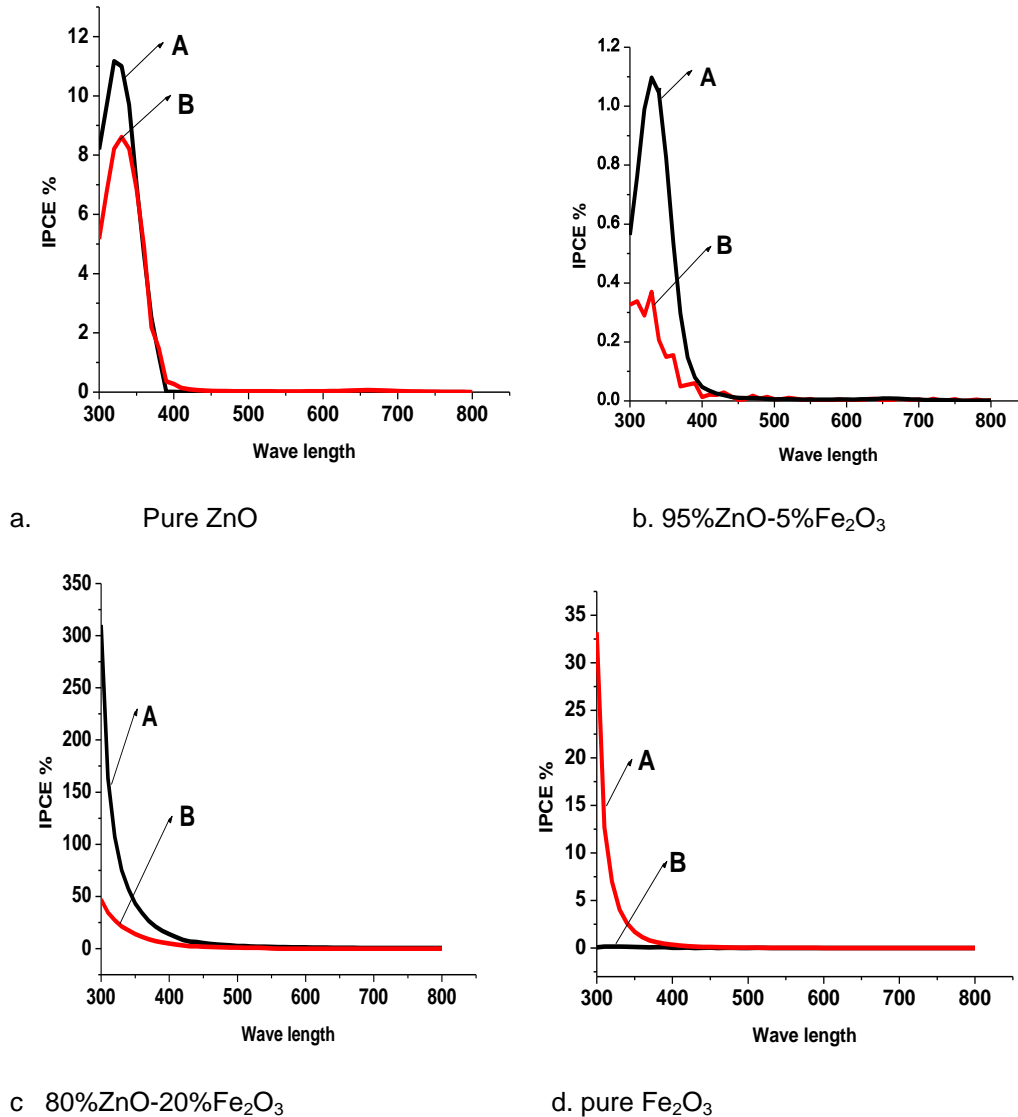 12
10
8
6
4
2
0
IPCE %
A
B
300 400 500 600 700 800
Wave length
1.2
1.0
0.8
0.6
0.4
0.2
0.0
IPCE %
A
B
300 400 500 600 700 800
Wave length
a. Pure ZnO
b. 95%ZnO-5%Fe₂O₃
350
300
250
200
150
100
50
0
IPCE %
A
B
300 400 500 600 700 800
Wave length
35
30
25
20
15
10
5
0
IPCE %
A
B
300 400 500 600 700 800
Wave length
c 80%ZnO-20%Fe₂O₃
d. pure Fe₂O₃